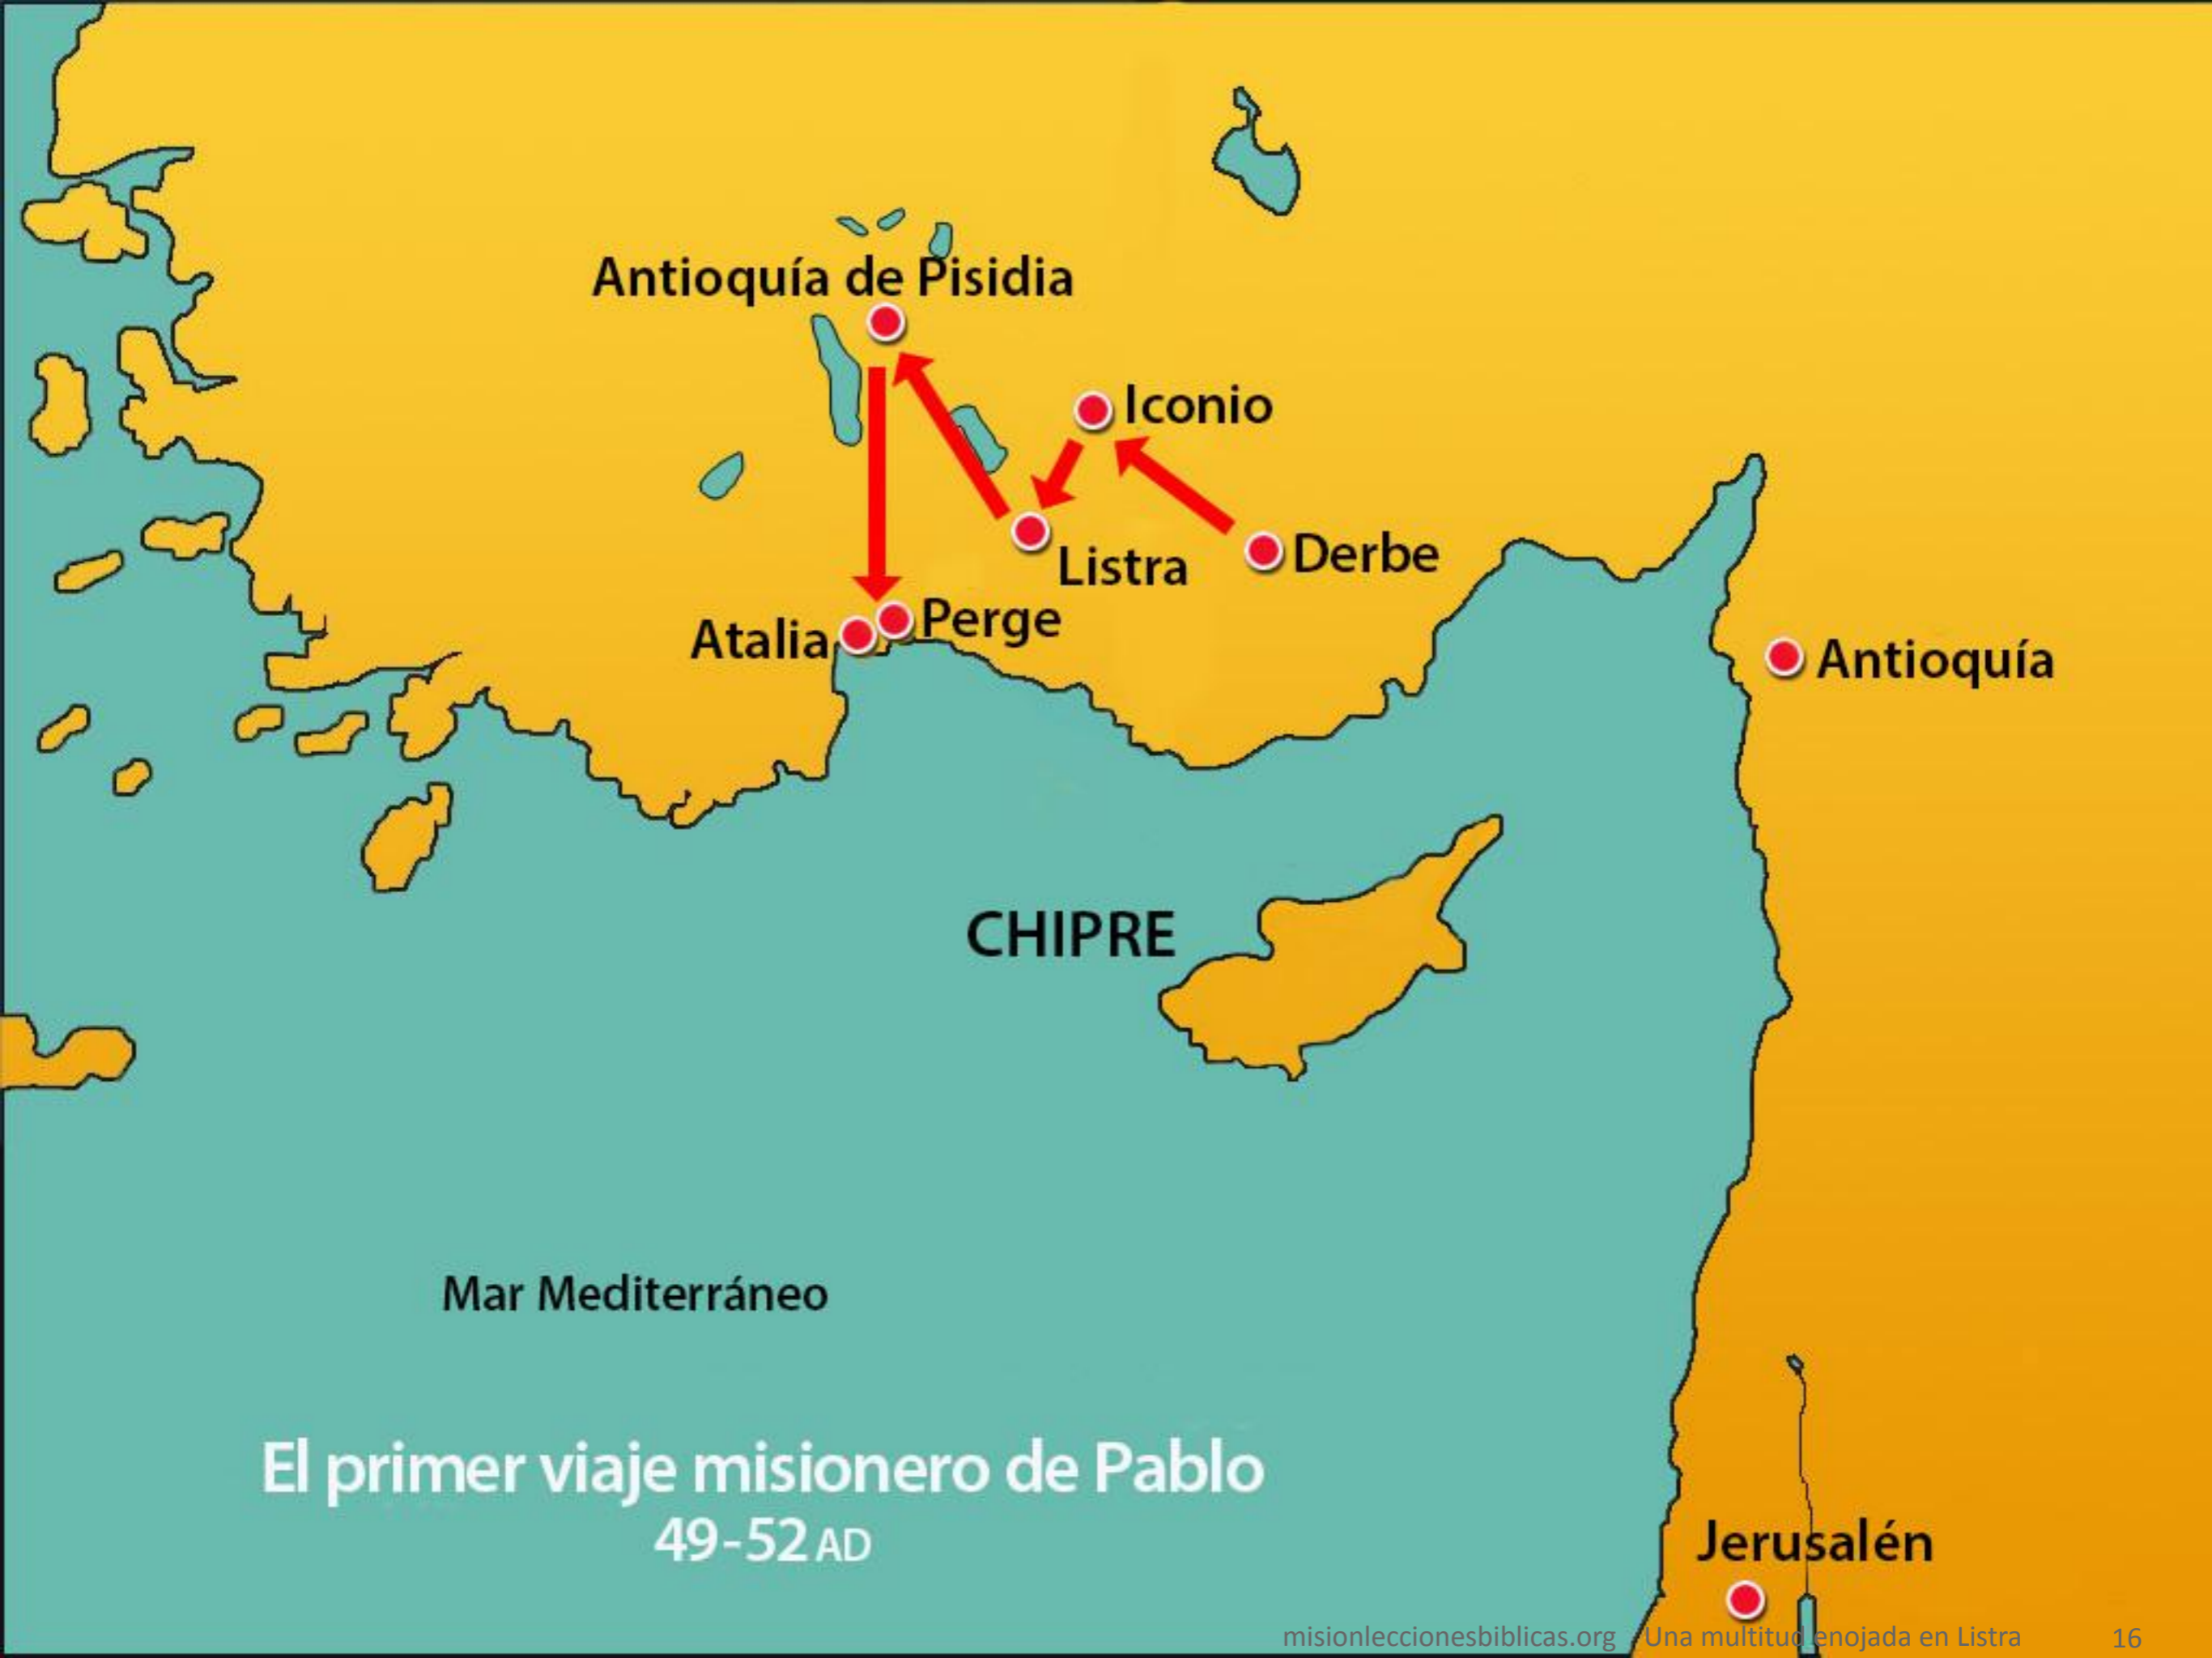 Antioquía de Pisidia
Iconio
Listra
Derbe
Atalia
Perge
Antioquía
CHIPRE
Mar Mediterráneo
El primer viaje misionero de Pablo
49-52 AD
Jerusalén
misionleccionesbiblicas.org Una multitud enojada en Listra 16